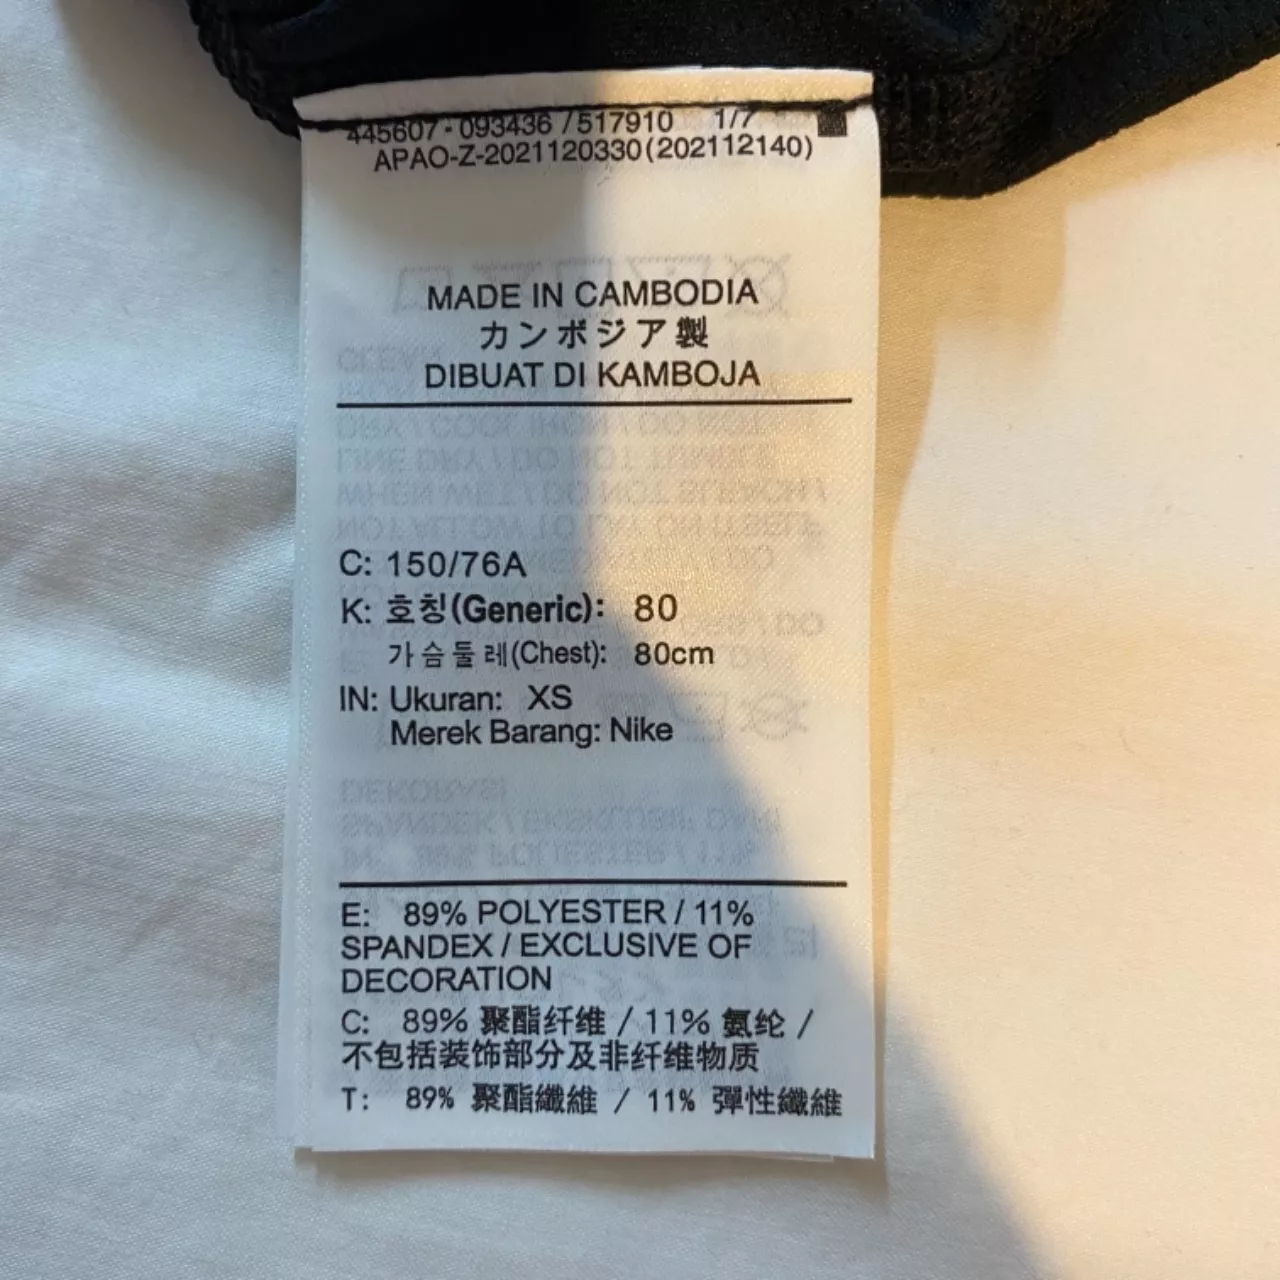 445607-093436 /517910 1/7
APAO-Z-2021120330(202112140)
MADE IN CAMBODIA
カンボジア製
DIBUAT DI KAMBOJA
C: 150/76A
K: 호칭(Generic): 80
가슴둘레(Chest): 80cm
IN: Ukuran: XS
Merek Barang: Nike
E: 89% POLYESTER / 11%
SPANDEX / EXCLUSIVE OF
DECORATION
C: 89% 聚酯纤维 / 11% 氨纶 /
不包括装饰部分及非纤维物质
T: 89% 聚酯纖維 / 11% 彈性纖維